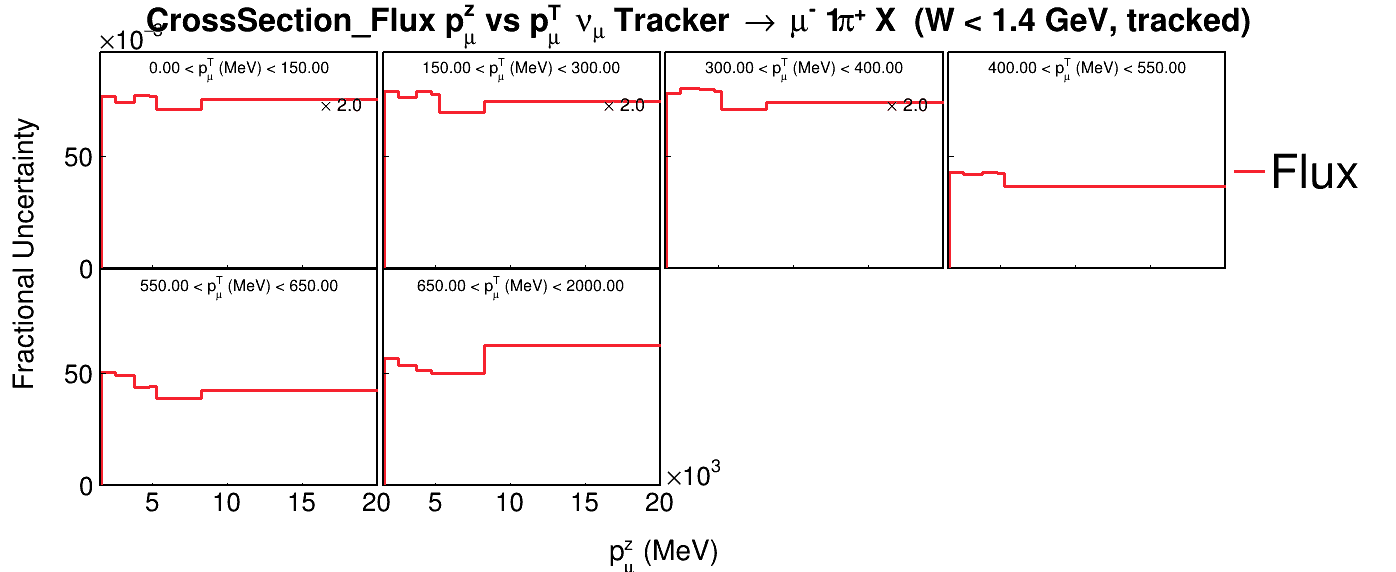 CrossSection_Flux p^z_μ vs p^T_μ ν_μ Tracker → μ^- 1π^+ X (W < 1.4 GeV, tracked)
×10^-3
0.00 < p^T_μ (MeV) < 150.00
150.00 < p^T_μ (MeV) < 300.00
300.00 < p^T_μ (MeV) < 400.00
400.00 < p^T_μ (MeV) < 550.00
× 2.0
× 2.0
× 2.0
Flux
50
0
Fractional Uncertainty
550.00 < p^T_μ (MeV) < 650.00
650.00 < p^T_μ (MeV) < 2000.00
50
0
×10^3
5 10 15 20 5 10 15 20
p^z_μ (MeV)